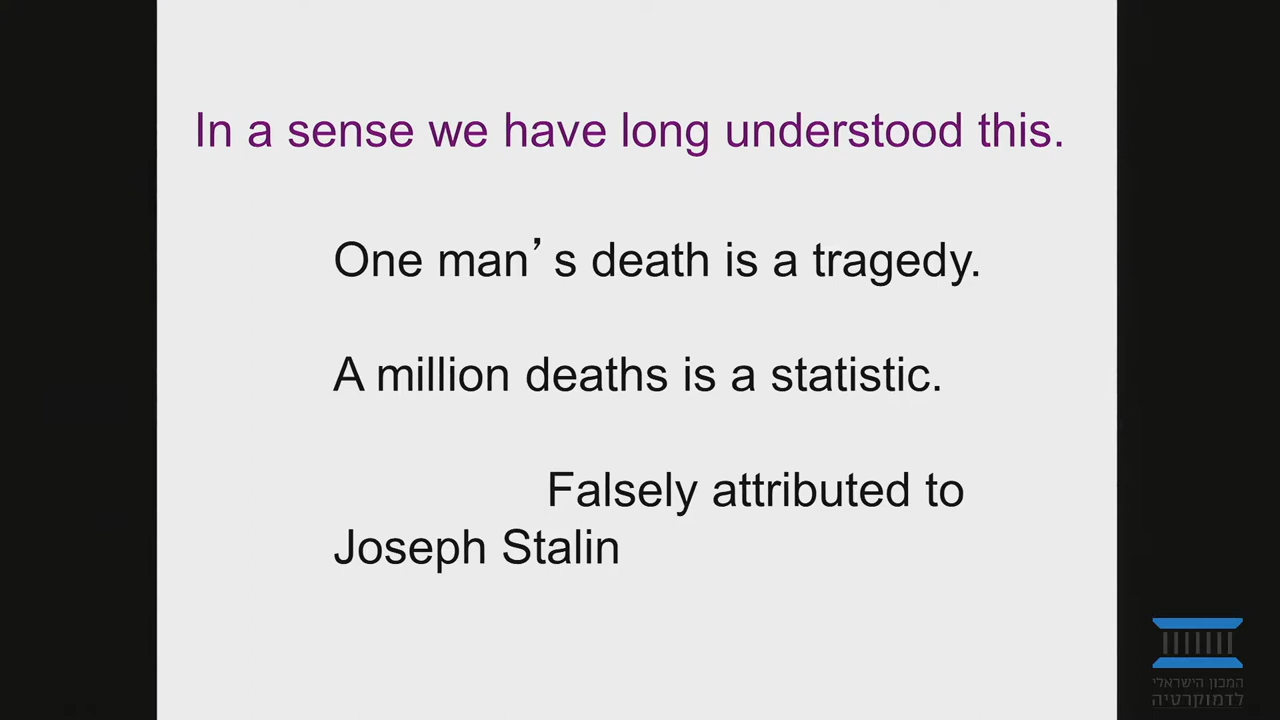 In a sense we have long understood this.
One man’s death is a tragedy.
A million deaths is a statistic.
Falsely attributed to
Joseph Stalin
המכון הישראלי
לדמוקרטיה